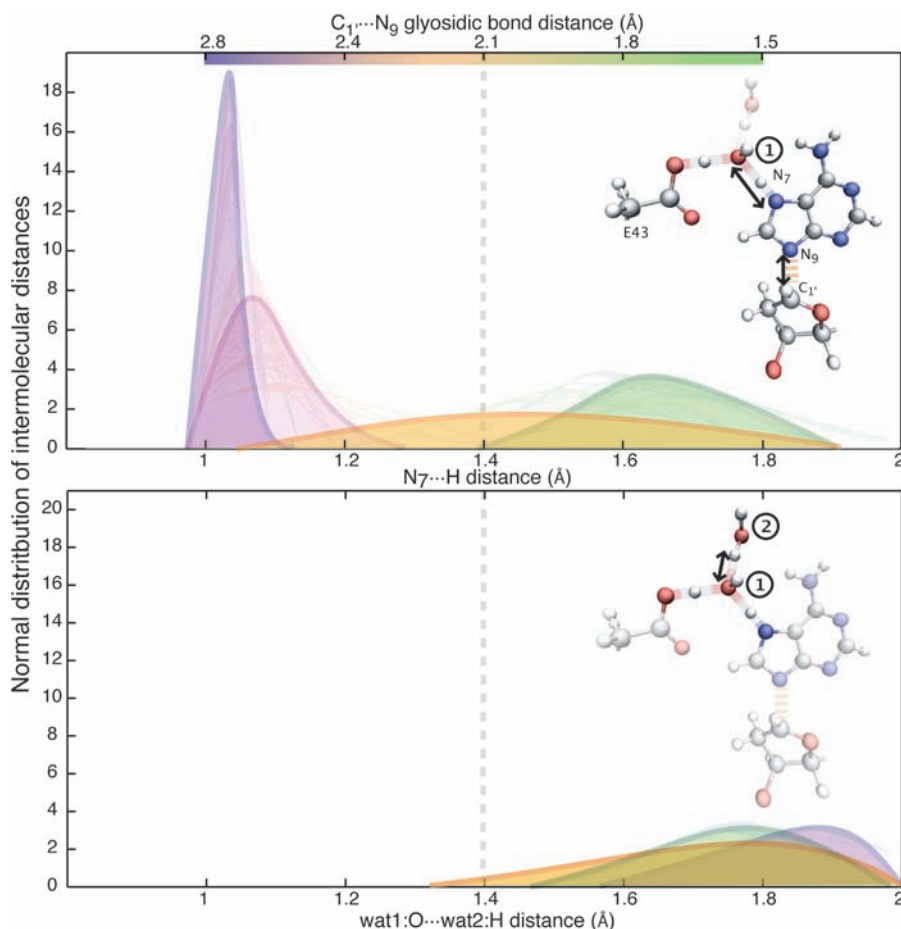 C1'···N9 glyosidic bond distance (Å)
2.8 2.4 2.1 1.8 1.5
Normal distritbution of intermolecular distances
18
16
14
12
10
8
6
4
2
0
1
N7
E43
N9
C1'
1 1.2 1.4 1.6 1.8 2
N7···H distance (Å)
20
18
16
14
12
10
8
6
4
2
0
2
1
1 1.2 1.4 1.6 1.8 2
wat1:O···wat2:H distance (Å)